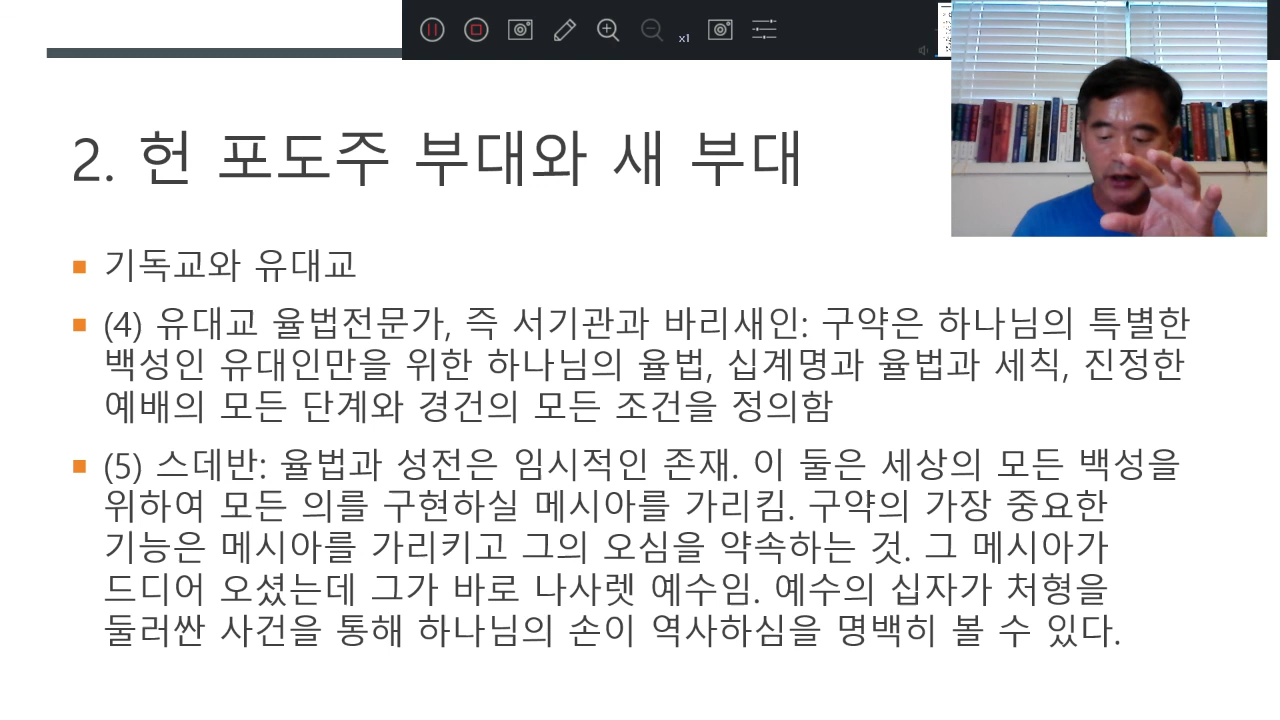 x1
2. 헌 포도주 부대와 새 부대
기독교와 유대교
(4) 유대교 율법전문가, 즉 서기관과 바리새인: 구약은 하나님의 특별한
백성인 유대인만을 위한 하나님의 율법, 십계명과 율법과 세칙, 진정한
예배의 모든 단계와 경건의 모든 조건을 정의함
(5) 스데반: 율법과 성전은 임시적인 존재. 이 둘은 세상의 모든 백성을
위하여 모든 의를 구현하실 메시아를 가리킴. 구약의 가장 중요한
기능은 메시아를 가리키고 그의 오심을 약속하는 것. 그 메시아가
드디어 오셨는데 그가 바로 나사렛 예수임. 예수의 십자가 처형을
둘러싼 사건을 통해 하나님의 손이 역사하심을 명백히 볼 수 있다.